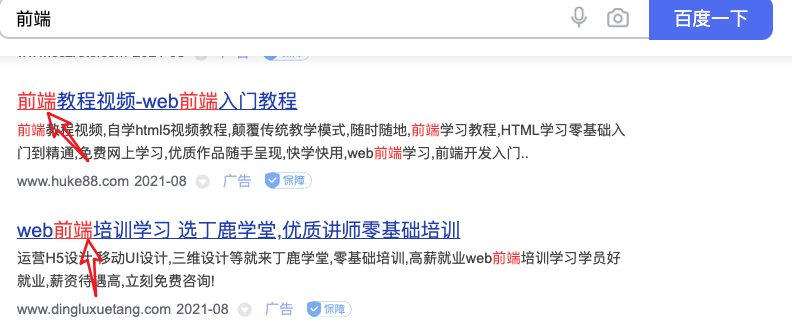 前端
百度一下
广告 保障
前端教程视频-web前端入门教程
前端教程视频,自学html5视频教程,颠覆传统教学模式,随时随地,前端学习教程,HTML学习零基础入
门到精通,免费网上学习,优质作品随手呈现,快学快用,web前端学习,前端开发入门..
www.huke88.com 2021-08 广告 保障
web前端培训学习 选丁鹿学堂,优质讲师零基础培训
运营H5设计,移动UI设计,三维设计等就来丁鹿学堂,零基础培训,高薪就业web前端培训学习学员好
就业,薪资待遇高,立刻免费咨询!
www.dingluxuetang.com 2021-08 广告 保障